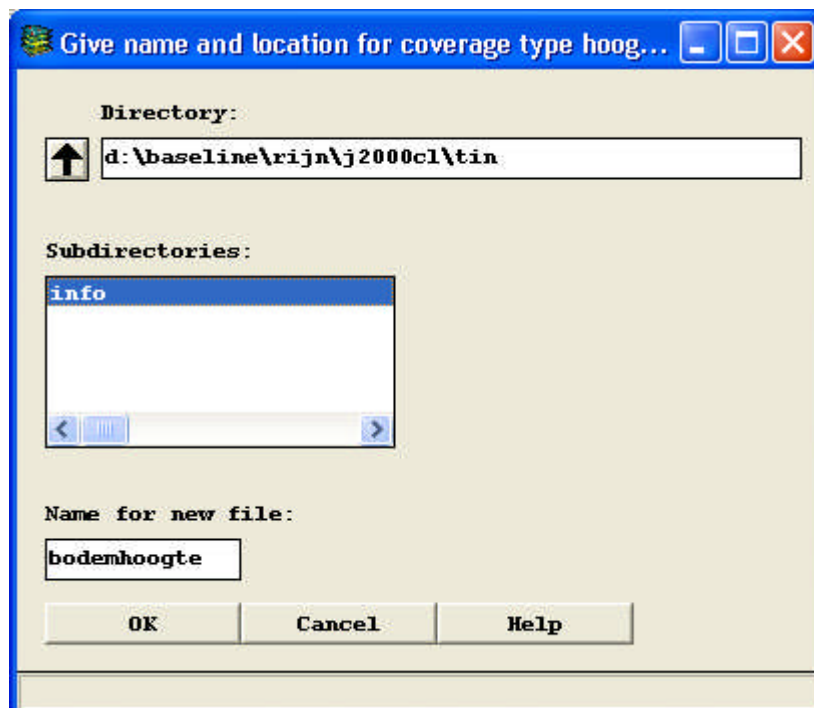 Give name and location for coverage type hoog...
Directory:
d:\baseline\rijn\j2000cl\tin
Subdirectories:
info
Name for new file:
bodemhoogte
OK Cancel Help